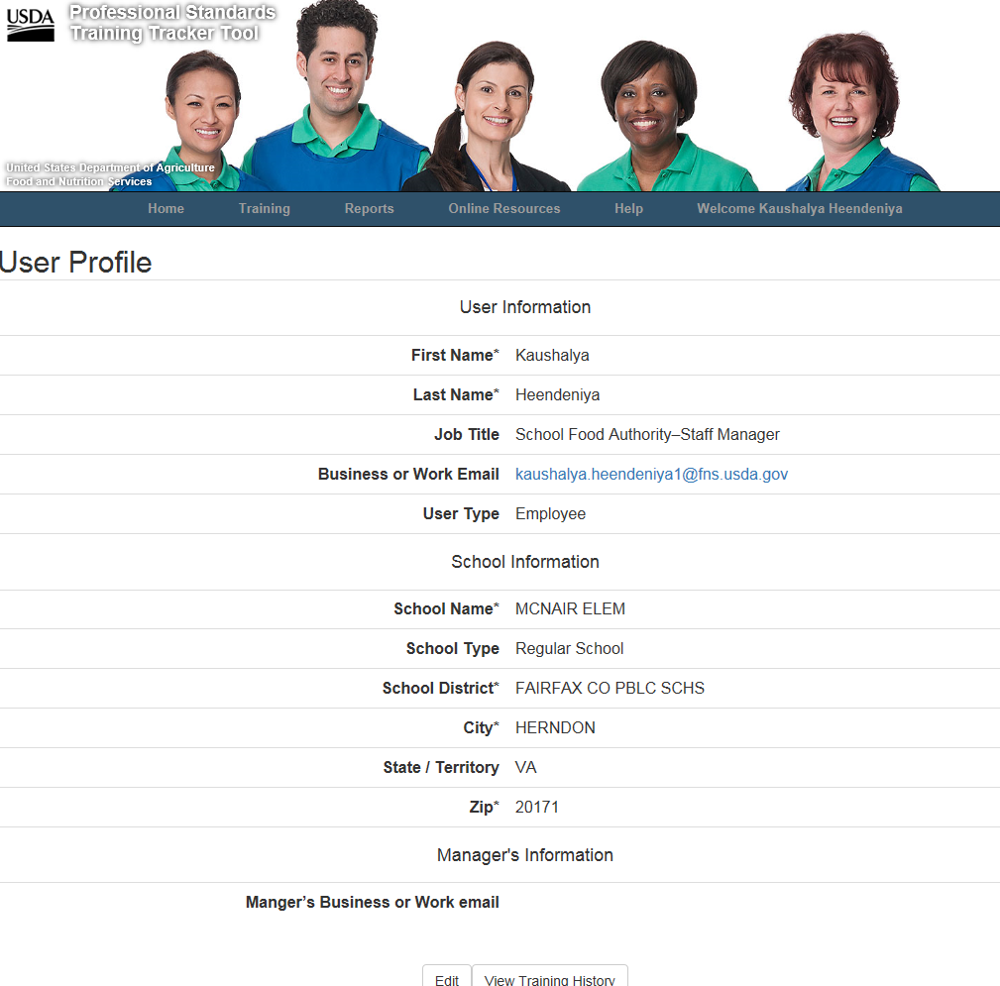 USDA
Professional Standards
Training Tracker Tool
United States Department of Agriculture
Food and Nutrition Services
Home Training Reports Online Resources Help Welcome Kaushalya Heendeniya
User Profile
User Information
First Name* Kaushalya
Last Name* Heendeniya
Job Title School Food Authority–Staff Manager
Business or Work Email kaushalya.heendeniya1@fns.usda.gov
User Type Employee
School Information
School Name* MCNAIR ELEM
School Type Regular School
School District* FAIRFAX CO PBLC SCHS
City* HERNDON
State / Territory VA
Zip* 20171
Manager's Information
Manger’s Business or Work email
Edit View Training History